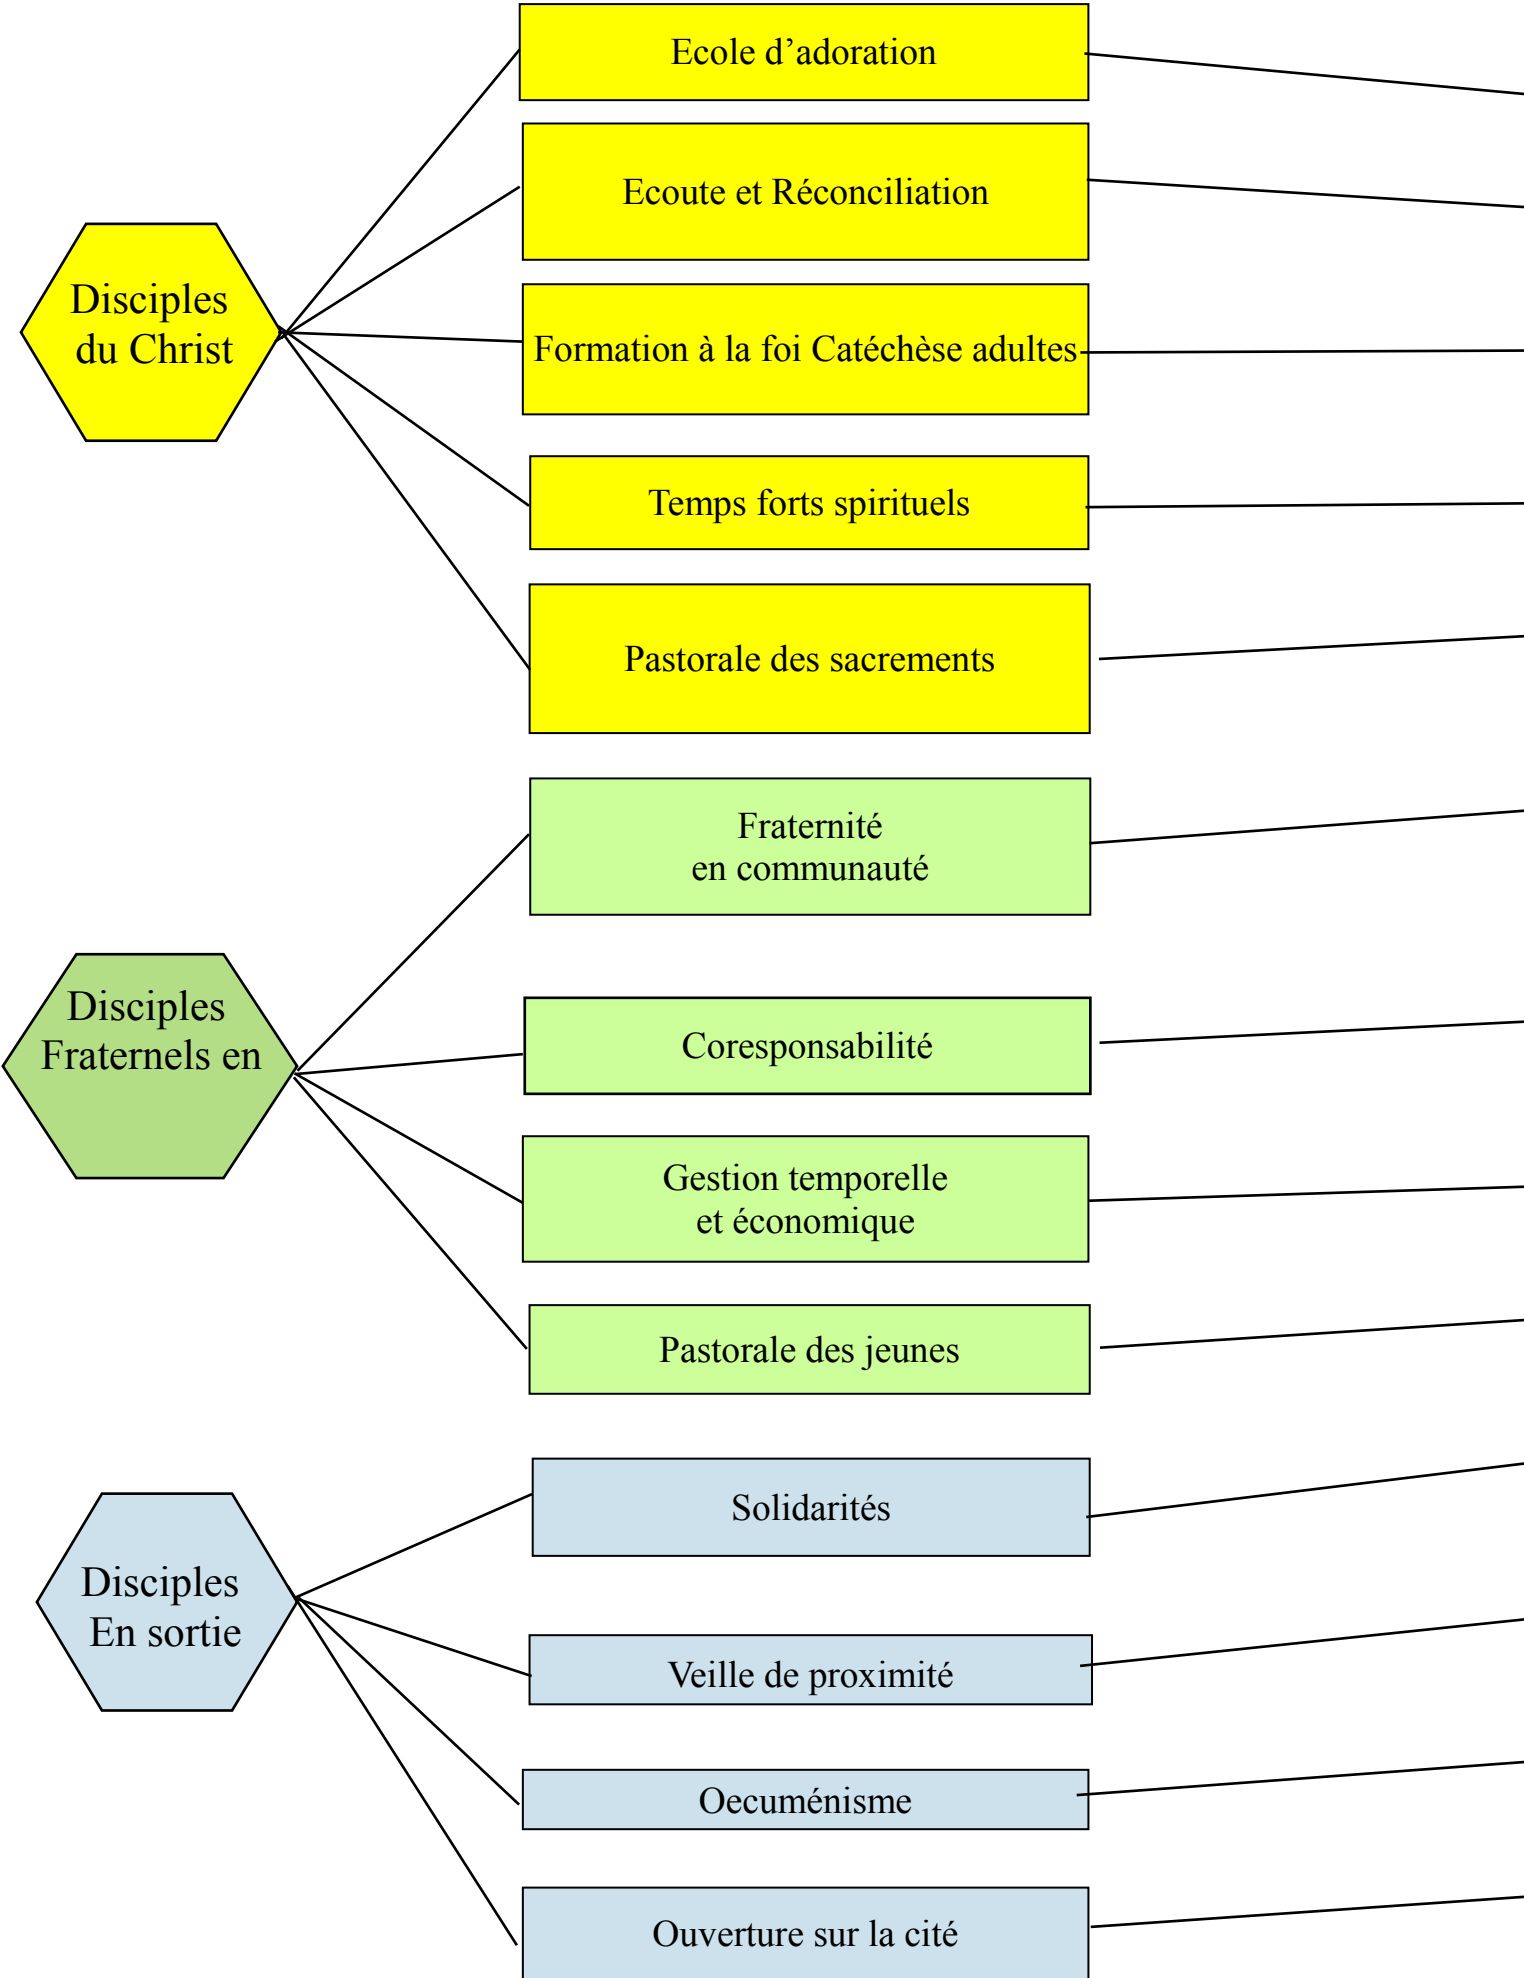 Disciples
du Christ
Ecole d’adoration
Ecoute et Réconciliation
Formation à la foi Catéchèse adultes
Temps forts spirituels
Pastorale des sacrements
Disciples
Fraternels en
Fraternité
en communauté
Coresponsabilité
Gestion temporelle
et économique
Pastorale des jeunes
Disciples
En sortie
Solidarités
Veille de proximité
Oecuménisme
Ouverture sur la cité